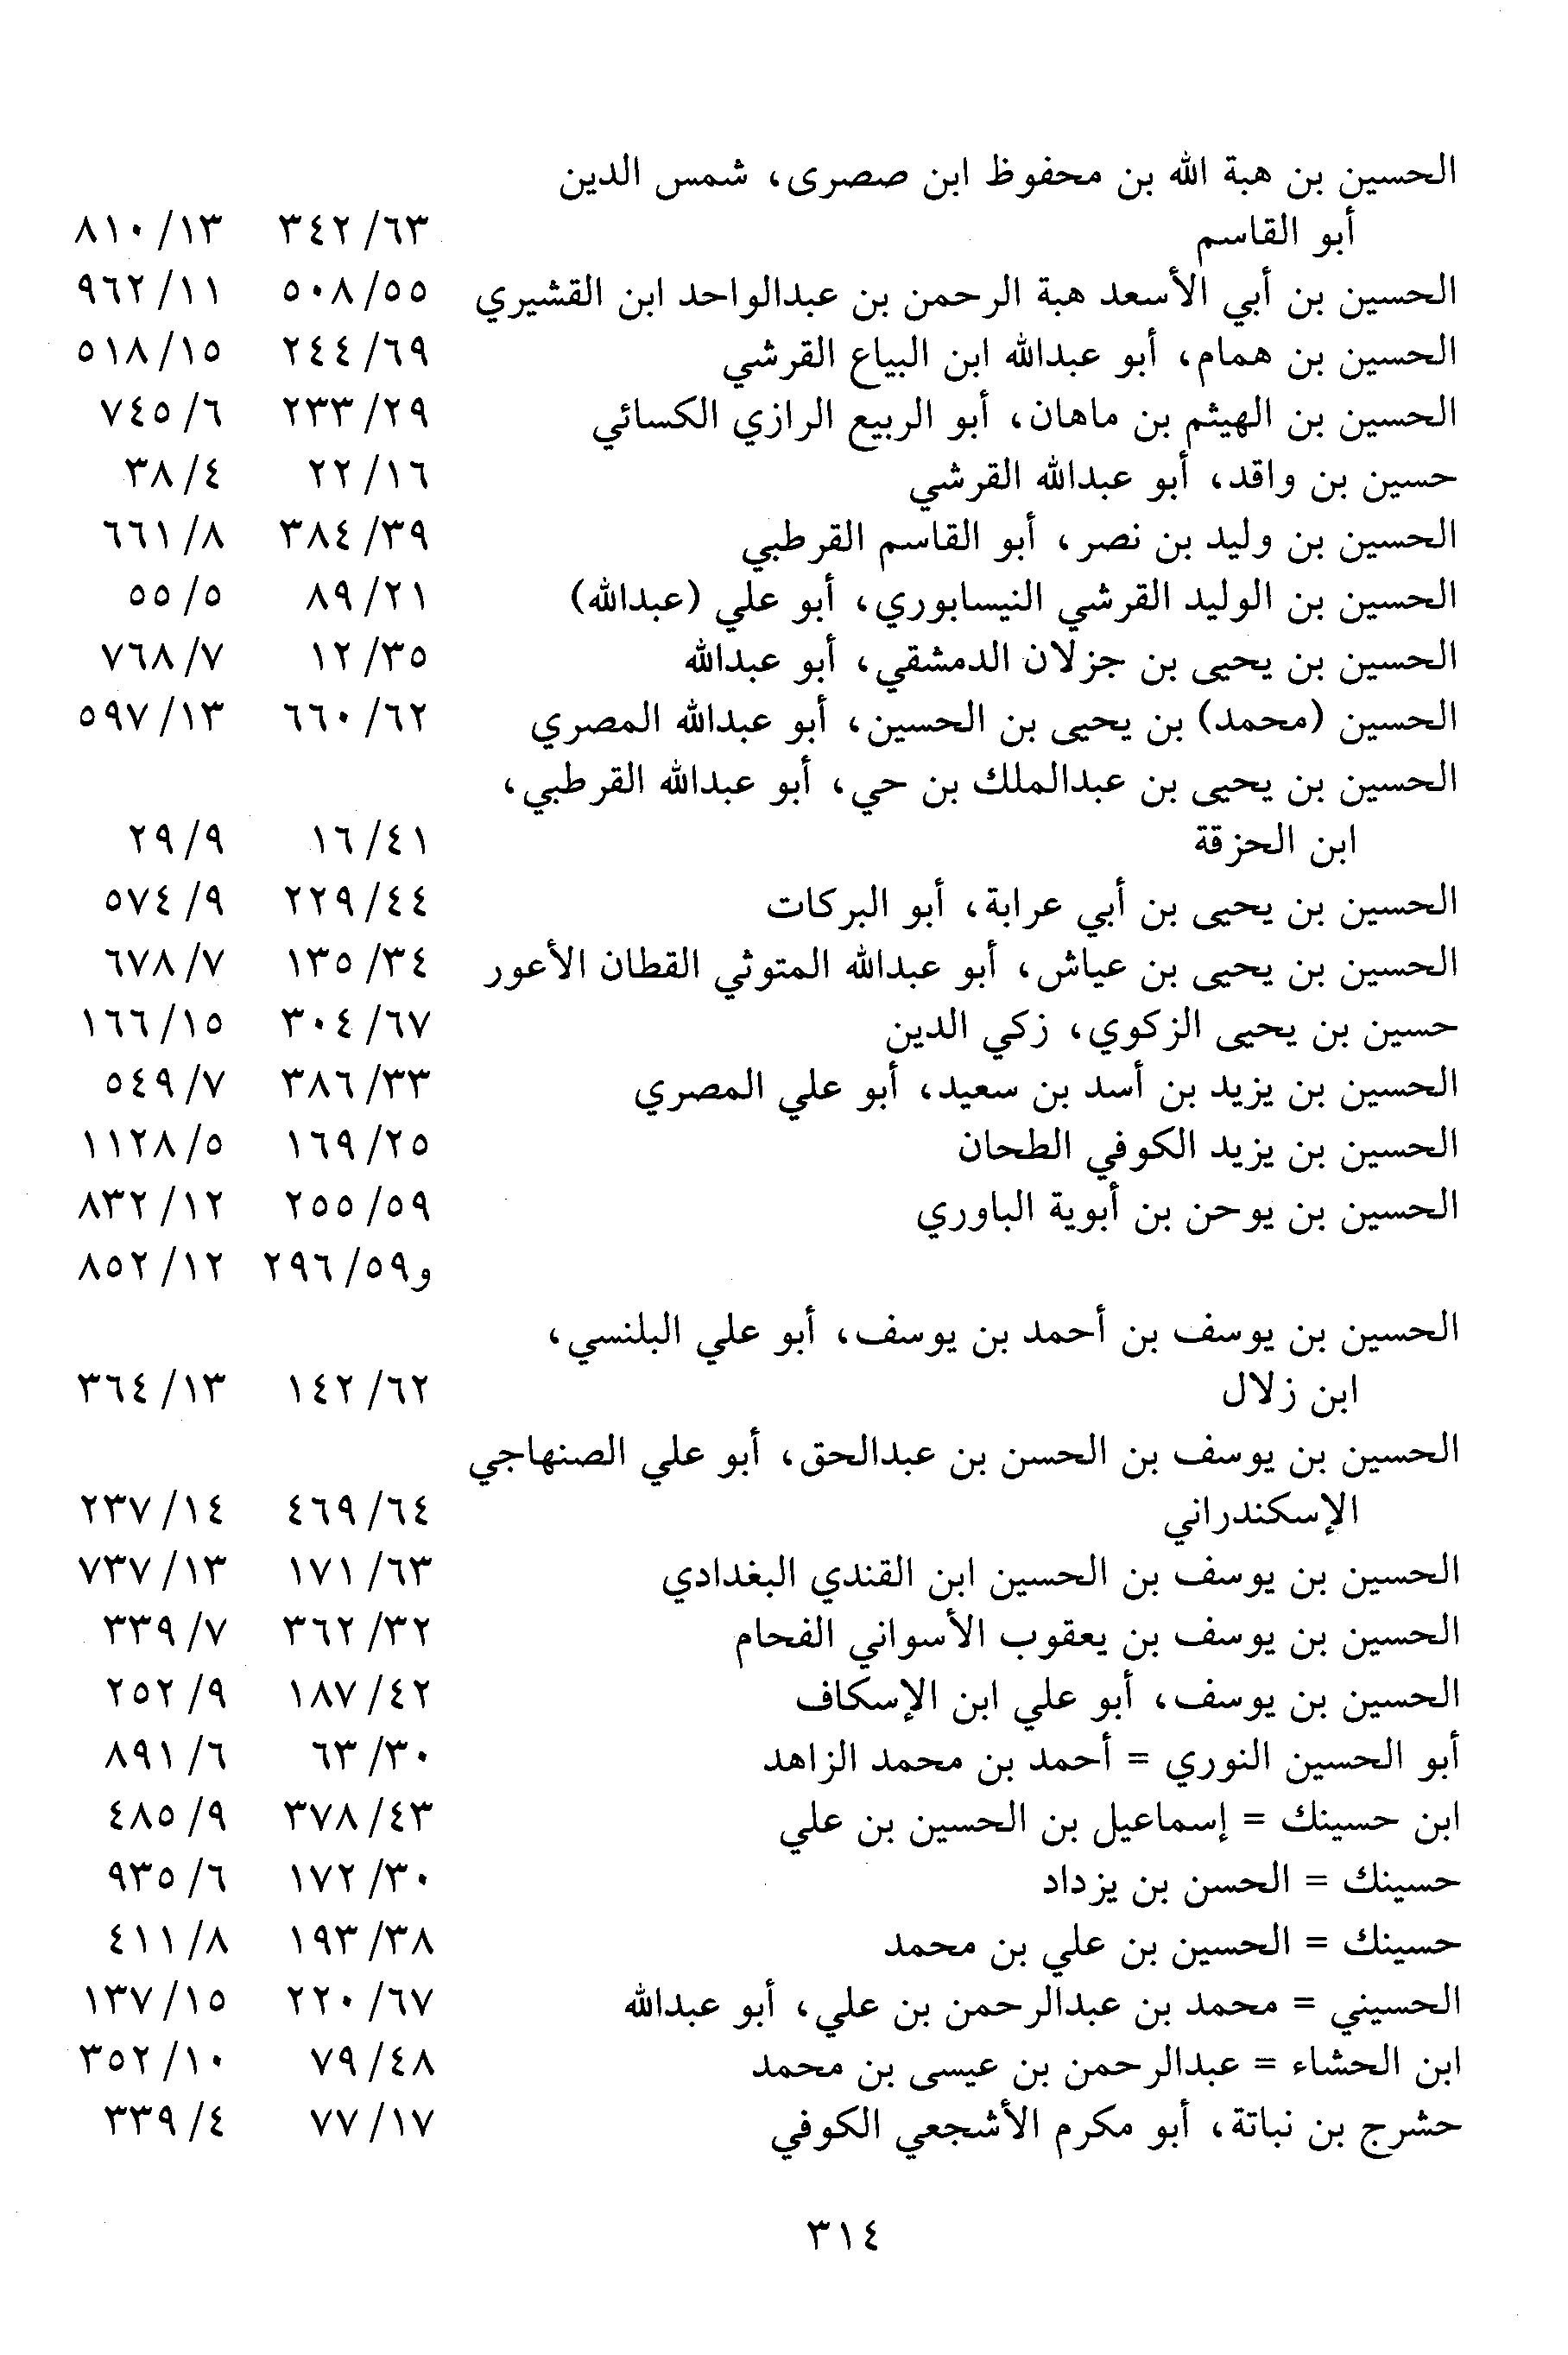 الحسين بن هبة الله بن محفوظ ابن صصرى، شمس الدين
أبو القاسم ٦٣/ ٣٤٢ ١٣/ ٨١٠
الحسين بن أبي الأسعد هبة الرحمن بن عبدالواحد ابن القشيري ٥٥/ ٥٠٨ ١١/ ٩٦٢
الحسين بن همام، أبو عبدالله ابن البياع القرشي ٦٩/ ٢٤٤ ١٥/ ٥١٨
الحسين بن الهيثم بن ماهان، أبو الربيع الرازي الكسائي ٢٩/ ٢٣٣ ٦/ ٧٤٥
حسين بن واقد، أبو عبدالله القرشي ١٦/ ٢٢ ٤/ ٣٨
الحسين بن وليد بن نصر، أبو القاسم القرطبي ٣٩/ ٣٨٤ ٨/ ٦٦١
الحسين بن الوليد القرشي النيسابوري، أبو علي (عبدالله) ٢١/ ٨٩ ٥/ ٥٥
الحسين بن يحيى بن جزلان الدمشقي، أبو عبدالله ٣٥/ ١٢ ٧/ ٧٦٨
الحسين (محمد) بن يحيى بن الحسين، أبو عبدالله المصري ٦٢/ ٦٦٠ ١٣/ ٥٩٧
الحسين بن يحيى بن عبدالملك بن حي، أبو عبدالله القرطبي،
ابن الحزقة ٤١/ ١٦ ٩/ ٢٩
الحسين بن يحيى بن أبي عرابة، أبو البركات ٤٤/ ٢٢٩ ٩/ ٥٧٤
الحسين بن يحيى بن عياش، أبو عبدالله المتوثي القطان الأعور ٣٤/ ١٣٥ ٧/ ٦٧٨
حسين بن يحيى الزكوي، زكي الدين ٦٧/ ٣٠٤ ١٥/ ١٦٦
الحسين بن يزيد بن أسد بن سعيد، أبو علي المصري ٣٣/ ٣٨٦ ٧/ ٥٤٩
الحسين بن يزيد الكوفي الطحان ٢٥/ ١٦٩ ٥/ ١١٢٨
الحسين بن يوحن بن أبوية الباوري ٥٩/ ٢٥٥ ١٢/ ٨٣٢
و٥٩/ ٢٩٦ ١٢/ ٨٥٢
الحسين بن يوسف بن أحمد بن يوسف، أبو علي البلنسي،
ابن زلال ٦٢/ ١٤٢ ١٣/ ٣٦٤
الحسين بن يوسف بن الحسن بن عبدالحق، أبو علي الصنهاجي
الإسكندراني ٦٤/ ٤٦٩ ١٤/ ٢٣٧
الحسين بن يوسف بن الحسين ابن القندي البغدادي ٦٣/ ١٧١ ١٣/ ٧٣٧
الحسين بن يوسف بن يعقوب الأسواني الفحام ٣٢/ ٣٦٢ ٧/ ٣٣٩
الحسين بن يوسف، أبو علي ابن الإسكاف ٤٢/ ١٨٧ ٩/ ٢٥٢
أبو الحسين النوري = أحمد بن محمد الزاهد ٣٠/ ٦٣ ٦/ ٨٩١
ابن حسينك = إسماعيل بن الحسين بن علي ٤٣/ ٣٧٨ ٩/ ٤٨٥
حسينك = الحسن بن يزداد ٣٠/ ١٧٢ ٦/ ٩٣٥
حسينك = الحسين بن علي بن محمد ٣٨/ ١٩٣ ٨/ ٤١١
الحسيني = محمد بن عبدالرحمن بن علي، أبو عبدالله ٦٧/ ٢٢٠ ١٥/ ١٣٧
ابن الحشاء = عبدالرحمن بن عيسى بن محمد ٤٨/ ٧٩ ١٠/ ٣٥٢
حشرج بن نباتة، أبو مكرم الأشجعي الكوفي ١٧/ ٧٧ ٤/ ٣٣٩
٣١٤